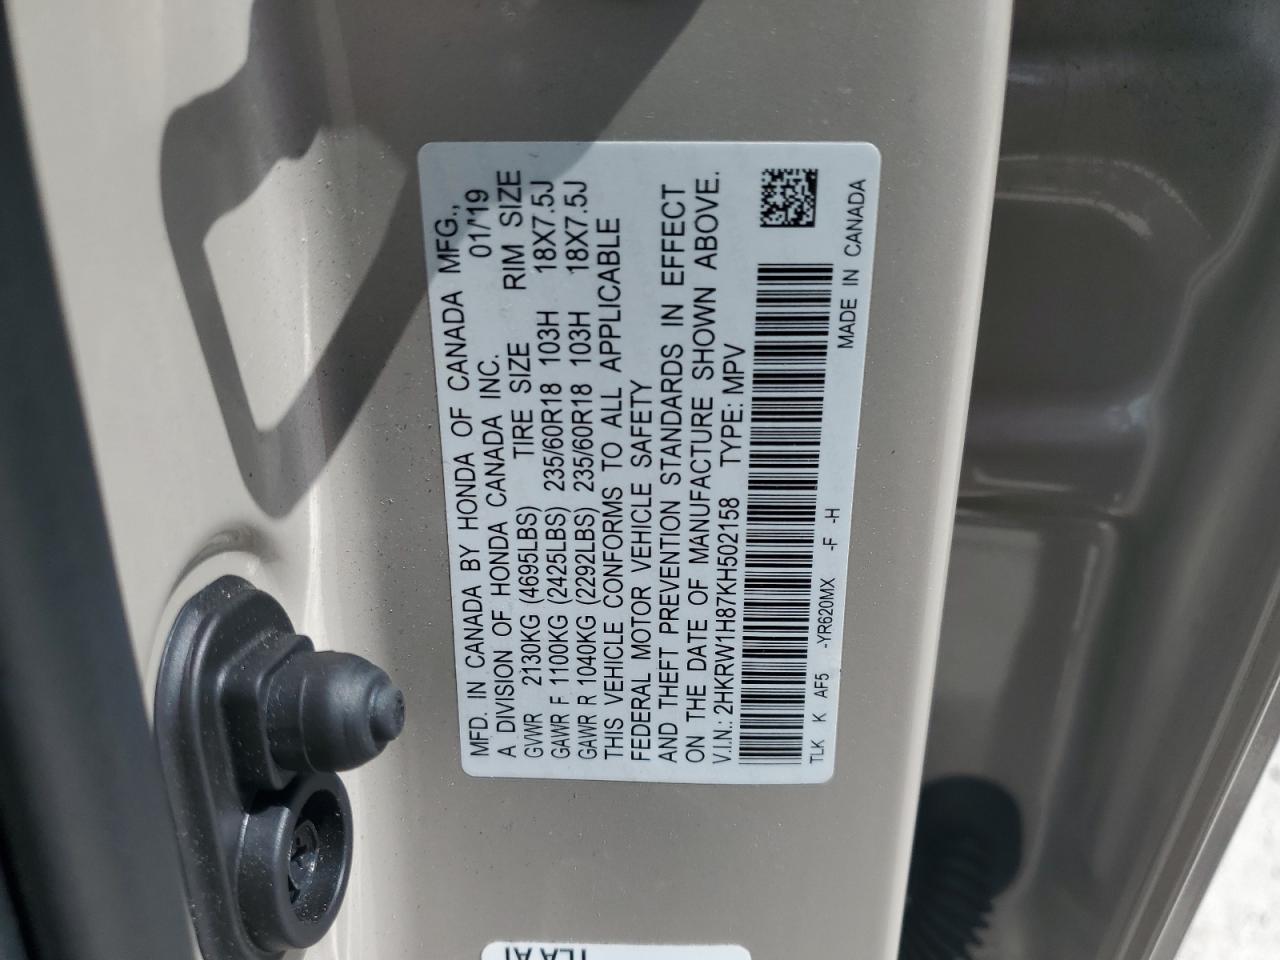 MFD. IN CANADA BY HONDA OF CANADA MFG.,
A DIVISION OF HONDA CANADA INC. 01/'19
GVWR 2130KG (4695LBS) TIRE SIZE RIM SIZE
GAWR F 1100KG (2425LBS) 235/60R18 103H 18X7.5J
GAWR R 1040KG (2292LBS) 235/60R18 103H 18X7.5J
THIS VEHICLE CONFORMS TO ALL APPLICABLE
FEDERAL MOTOR VEHICLE SAFETY
AND THEFT PREVENTION STANDARDS IN EFFECT
ON THE DATE OF MANUFACTURE SHOWN ABOVE.
V.I.N.: 2HKRW1H87KH502158 TYPE: MPV
TLK K AF5 -YR620MX -F -H MADE IN CANADA